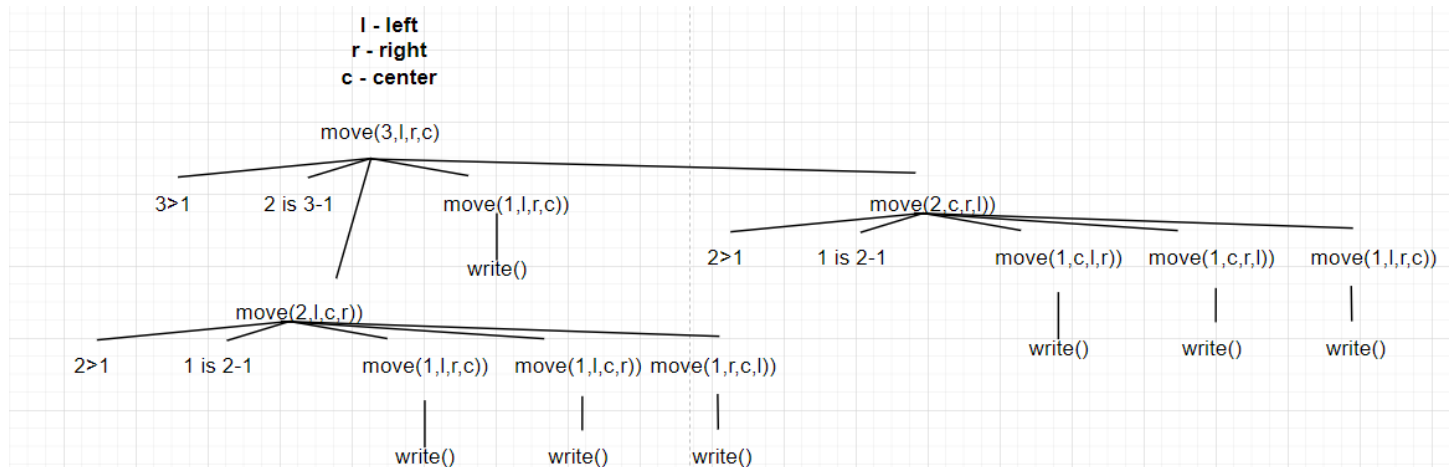 l - left
r - right
c - center
move(3,l,r,c)
3>1 2 is 3-1 move(1,l,r,c)) move(2,c,r,l))
write()
2>1 1 is 2-1 move(1,c,l,r)) move(1,c,r,l)) move(1,l,r,c))
move(2,l,c,r))
write() write() write()
2>1 1 is 2-1 move(1,l,r,c)) move(1,l,c,r)) move(1,r,c,l))
write() write() write()